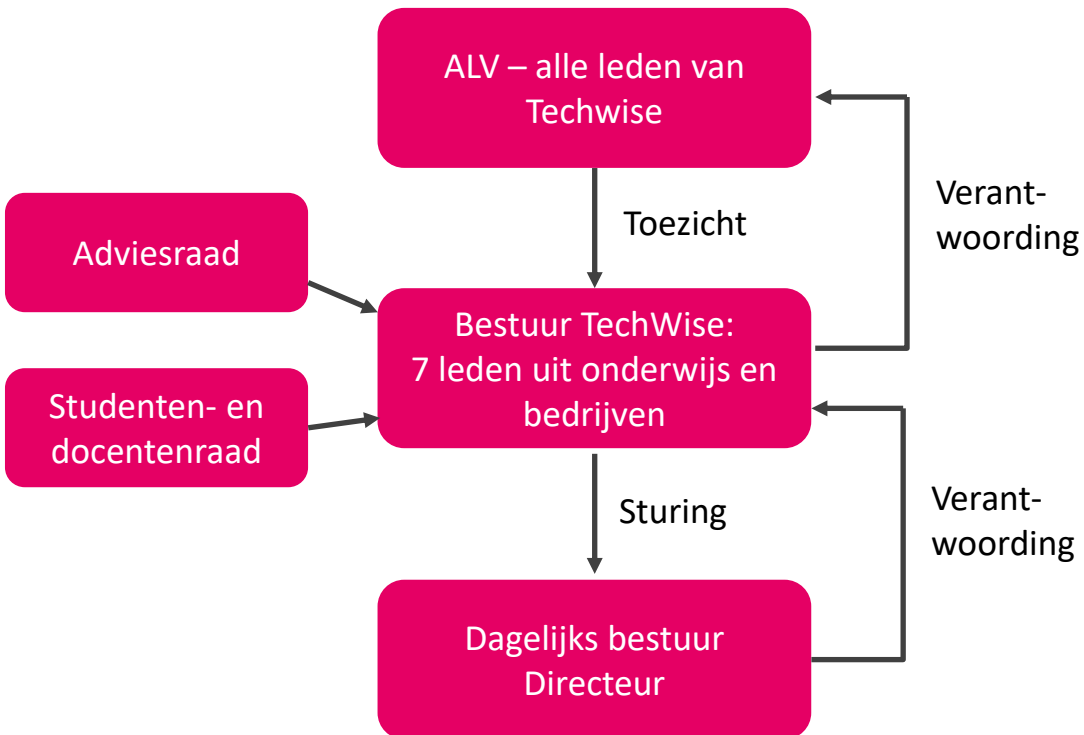 ALV – alle leden van
Techwise
Verant-
woording
Toezicht
Adviesraad
Bestuur TechWise:
7 leden uit onderwijs en
bedrijven
Studenten- en
docentenraad
Sturing
Verant-
woording
Dagelijks bestuur
Directeur